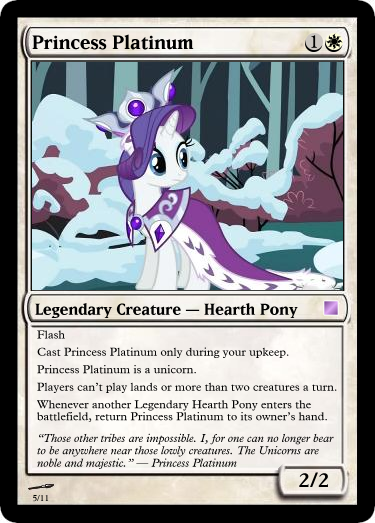 Princess Platinum 1
Legendary Creature — Hearth Pony
Flash
Cast Princess Platinum only during your upkeep.
Princess Platinum is a unicorn.
Players can't play lands or more than two creatures a turn.
Whenever another Legendary Hearth Pony enters the
battlefield, return Princess Platinum to its owner's hand.
"Those other tribes are impossible. I, for one can no longer bear
to be anywhere near those lowly creatures. The Unicorns are
noble and majestic." — Princess Platinum
2/2
5/11